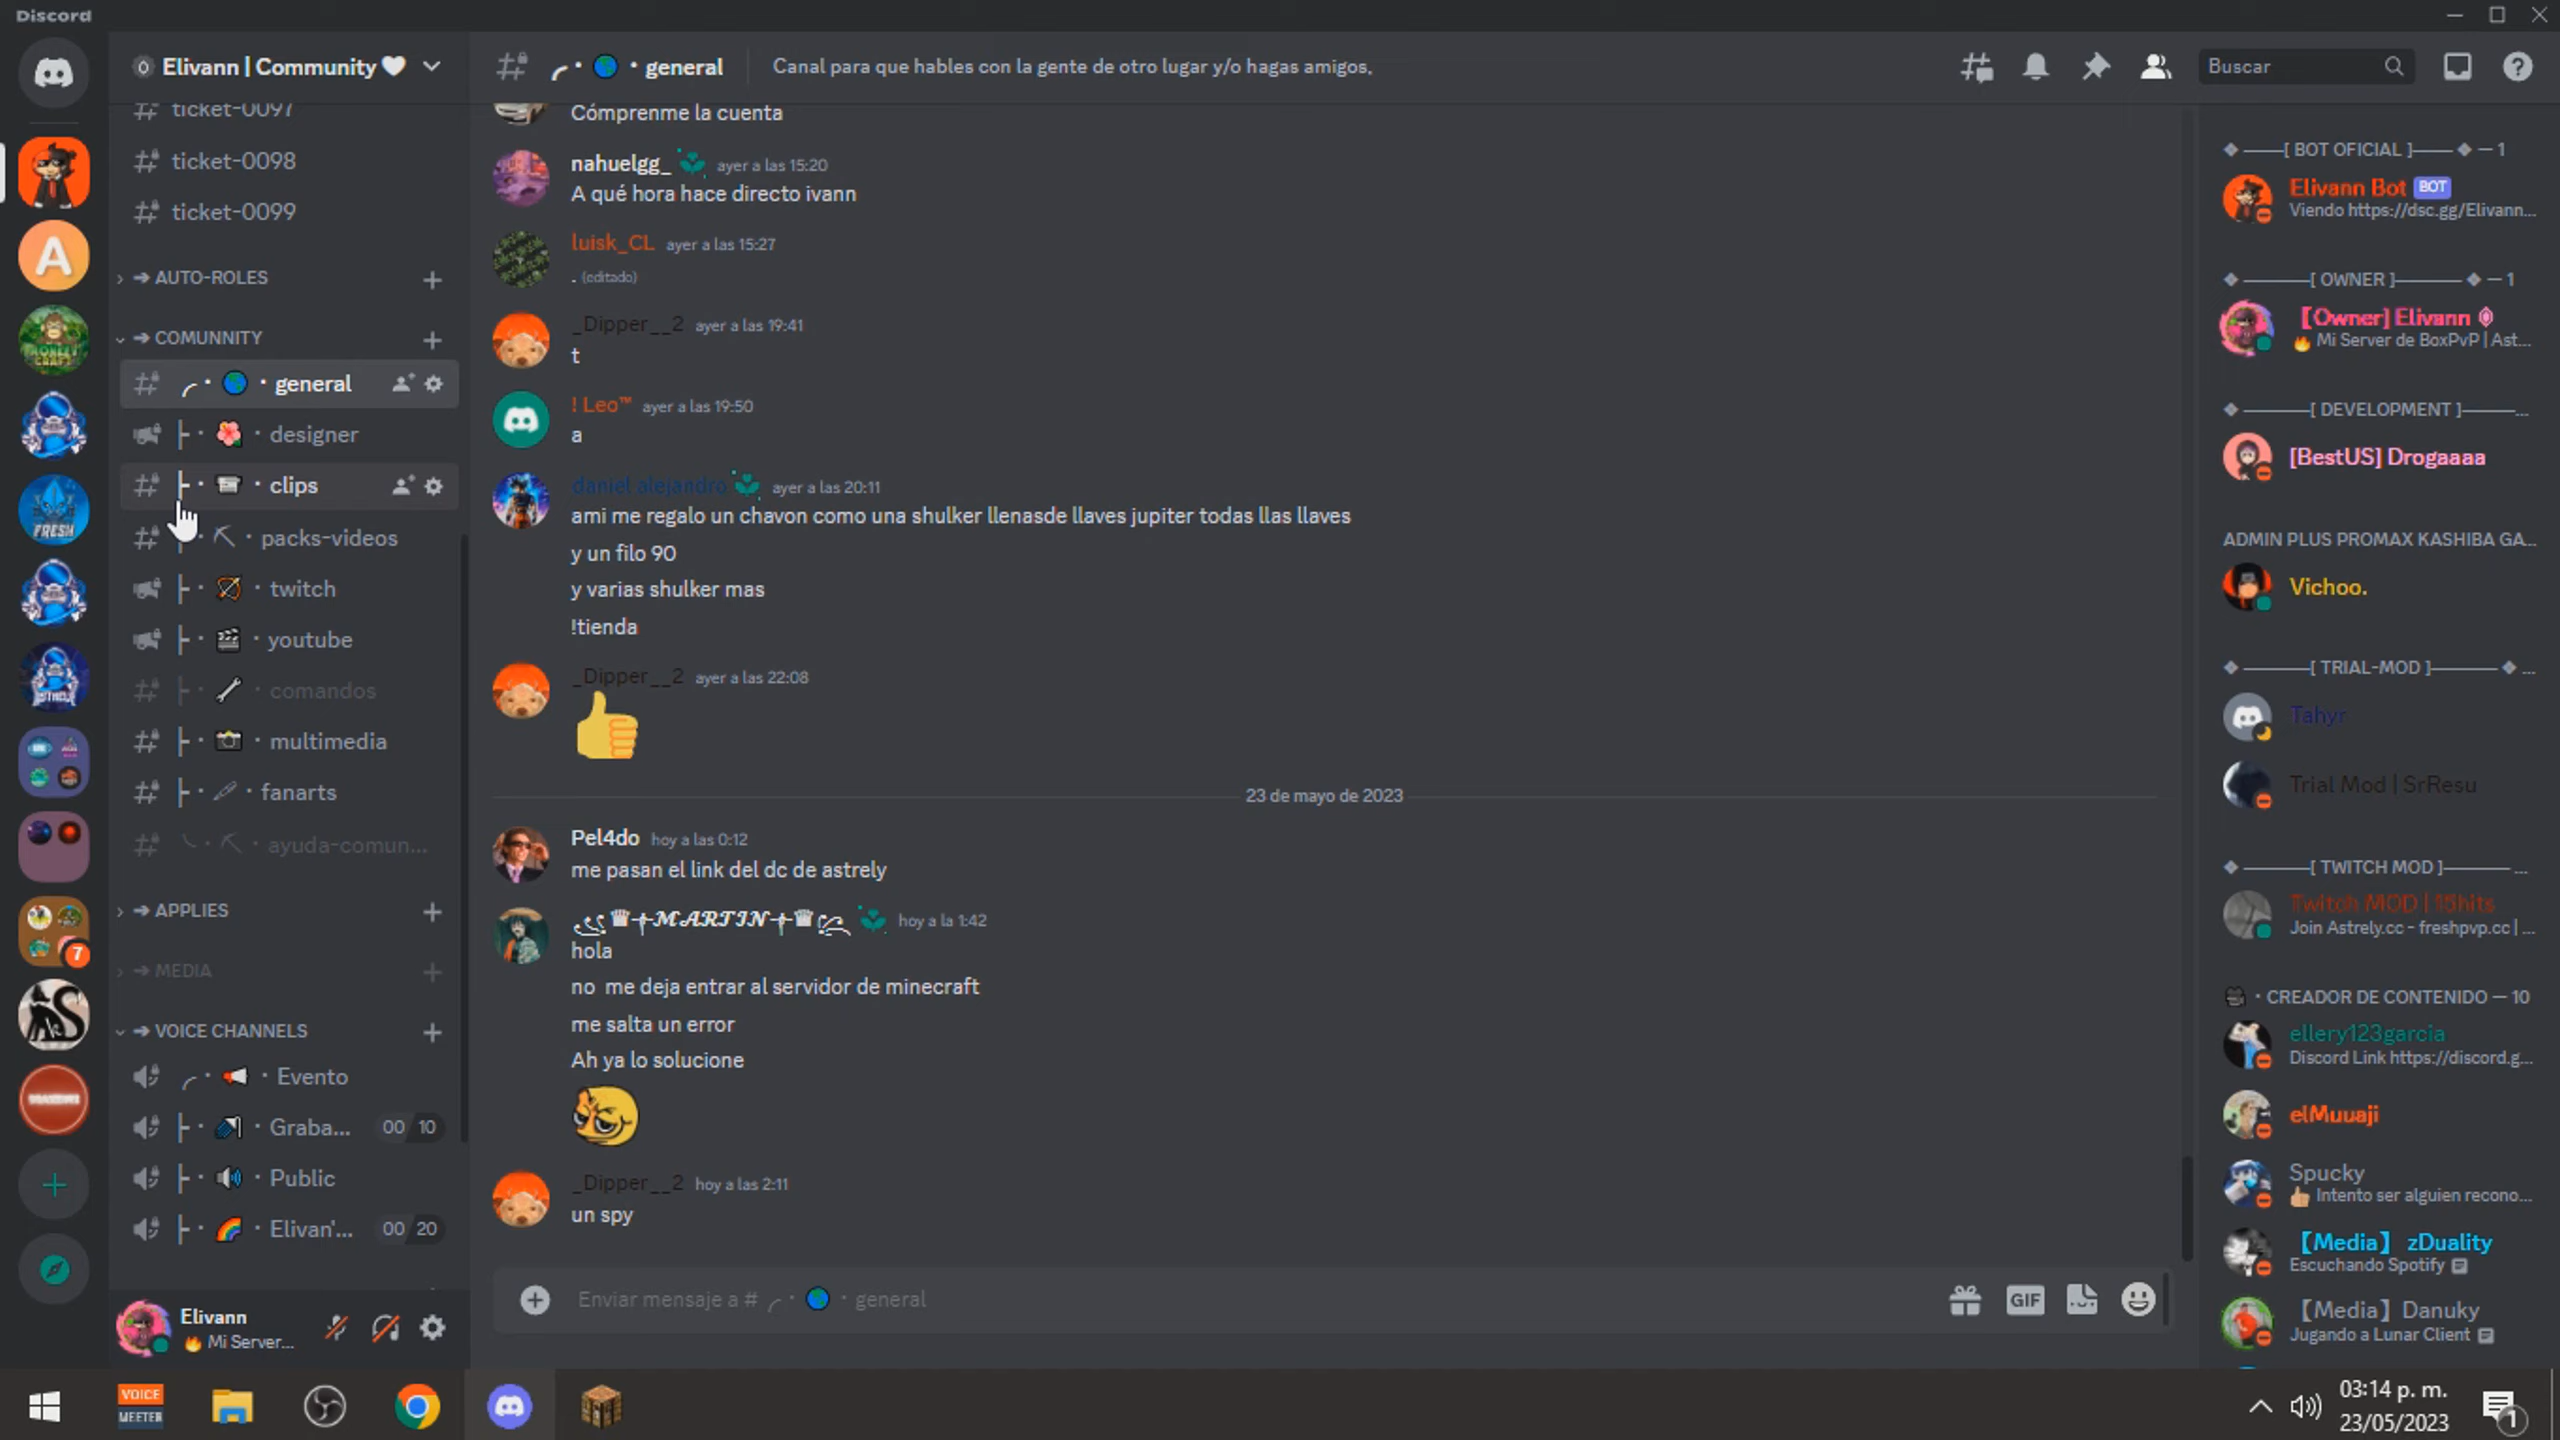 Discord
Elivann | Community
ticket-0097
ticket-0098
ticket-0099
AUTO-ROLES
COMUNNITY
general
designer
clips
packs-videos
twitch
youtube
comandos
multimedia
fanarts
ayuda-comun...
APPLIES
MEDIA
VOICE CHANNELS
Evento
Graba... 00 10
Public
Elivan'... 00 20
Elivann
Mi Server...
A
FRESH
7
general Canal para que hables con la gente de otro lugar y/o hagas amigos.
Buscar
Cómprenme la cuenta
nahuelgg_ ayer a las 15:20
A qué hora hace directo ivann
luisk_CL ayer a las 15:27
. (editado)
_Dipper__2 ayer a las 19:41
t
! Leo™ ayer a las 19:50
a
daniel alejandro ayer a las 20:11
ami me regalo un chavon como una shulker llenasde llaves jupiter todas llas llaves
y un filo 90
y varias shulker mas
!tienda
_Dipper__2 ayer a las 22:08
23 de mayo de 2023
Pel4do hoy a las 0:12
me pasan el link del dc de astrely
MARTIN hoy a la 1:42
hola
no me deja entrar al servidor de minecraft
me salta un error
Ah ya lo solucione
_Dipper__2 hoy a las 2:11
un spy
Enviar mensaje a # general
GIF
[ BOT OFICIAL ] — 1
Elivann Bot BOT
Viendo https://dsc.gg/Elivann...
[ OWNER ] — 1
[Owner] Elivann
Mi Server de BoxPvP | Ast...
[ DEVELOPMENT ]...
[BestUS] Drogaaaa
ADMIN PLUS PROMAX KASHIBA GA...
Vichoo.
[ TRIAL-MOD ] ...
Tahyr
Trial Mod | SrResu
[ TWITCH MOD ] ...
Twitch MOD | 15hits
Join Astrely.cc - freshpvp.cc | ...
CREADOR DE CONTENIDO — 10
ellery123garcia
Discord Link https://discord.g...
elMuuaji
Spucky
Intento ser alguien recono...
【Media】 zDuality
Escuchando Spotify
【Media】 Danuky
Jugando a Lunar Client
VOICE
MEETER
03:14 p. m.
23/05/2023
1